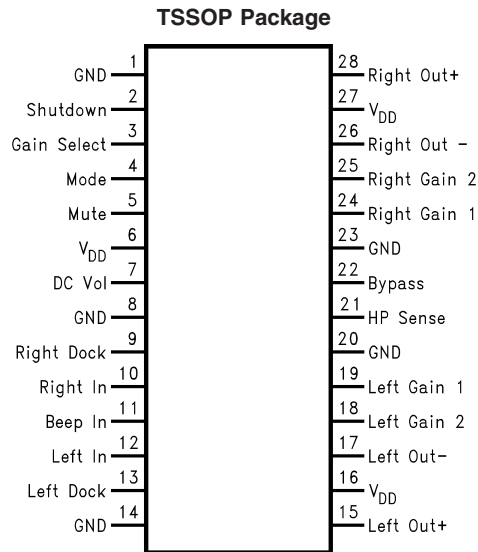 TSSOP Package
GND 1
Shutdown 2
Gain Select 3
Mode 4
Mute 5
VDD 6
DC Vol 7
GND 8
Right Dock 9
Right In 10
Beep In 11
Left In 12
Left Dock 13
GND 14
28 Right Out+
27 VDD
26 Right Out -
25 Right Gain 2
24 Right Gain 1
23 GND
22 Bypass
21 HP Sense
20 GND
19 Left Gain 1
18 Left Gain 2
17 Left Out-
16 VDD
15 Left Out+